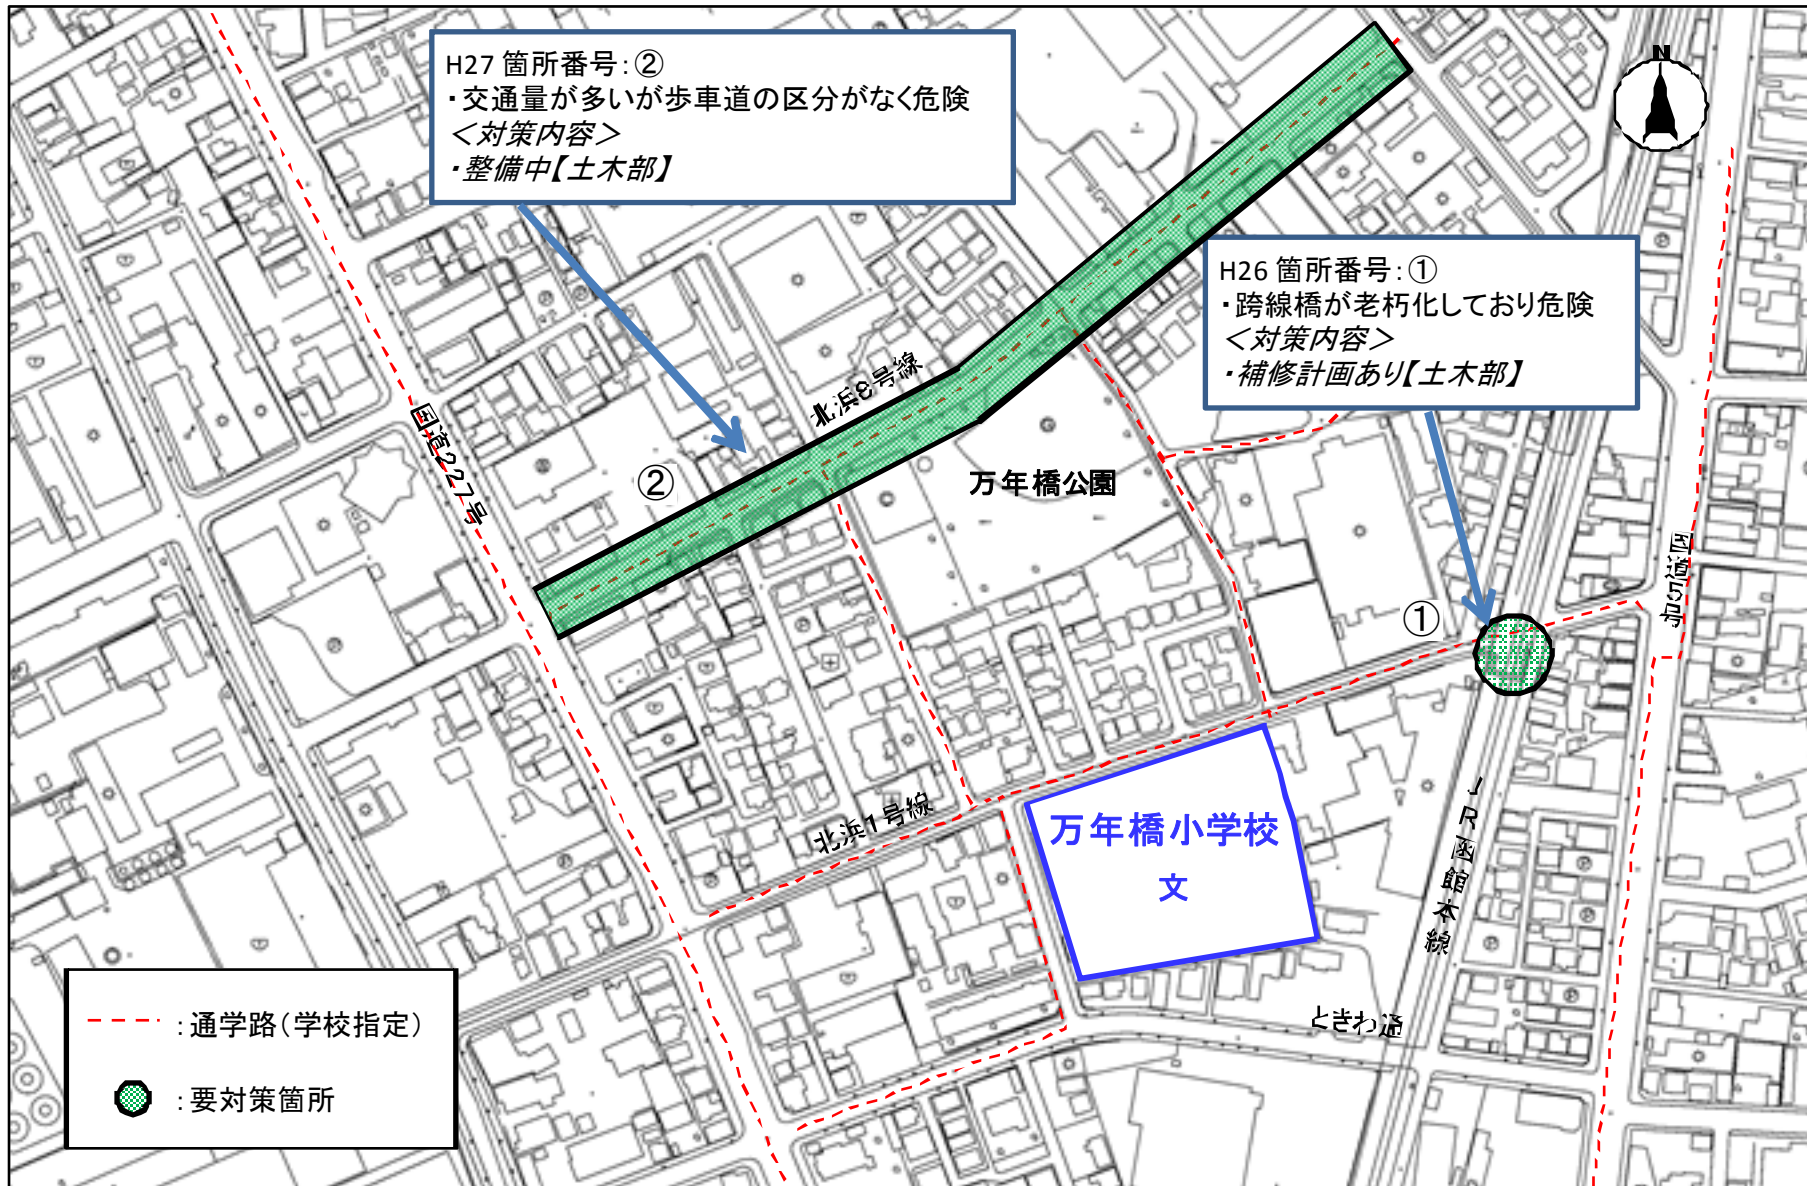 H27 箇所番号：②
・交通量が多いが歩車道の区分がなく危険
＜対策内容＞
・整備中【土木部】
N
H26 箇所番号：①
・跨線橋が老朽化しており危険
＜対策内容＞
・補修計画あり【土木部】
北浜8号線
国道227号
②
万年橋公園
①
国道5号
北浜1号線
万年橋小学校
文
JR函館本線
ときわ通
：通学路（学校指定）
：要対策箇所